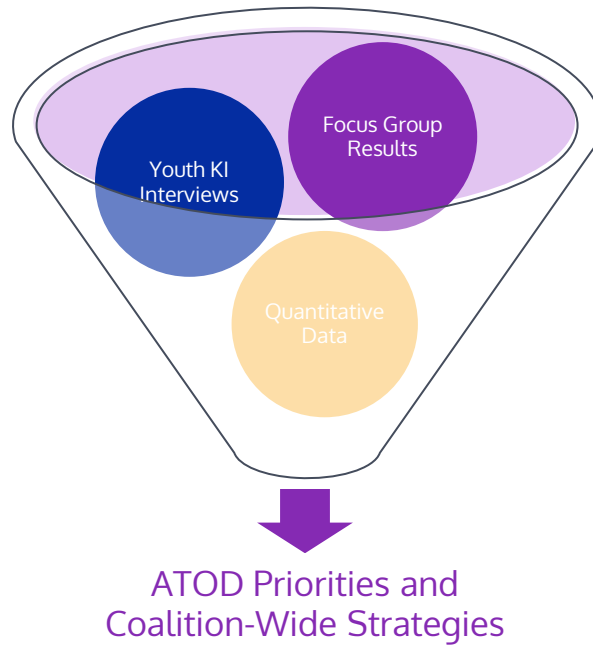 Focus Group
Results
Youth KI
Interviews
Quantitative
Data
ATOD Priorities and
Coalition-Wide Strategies